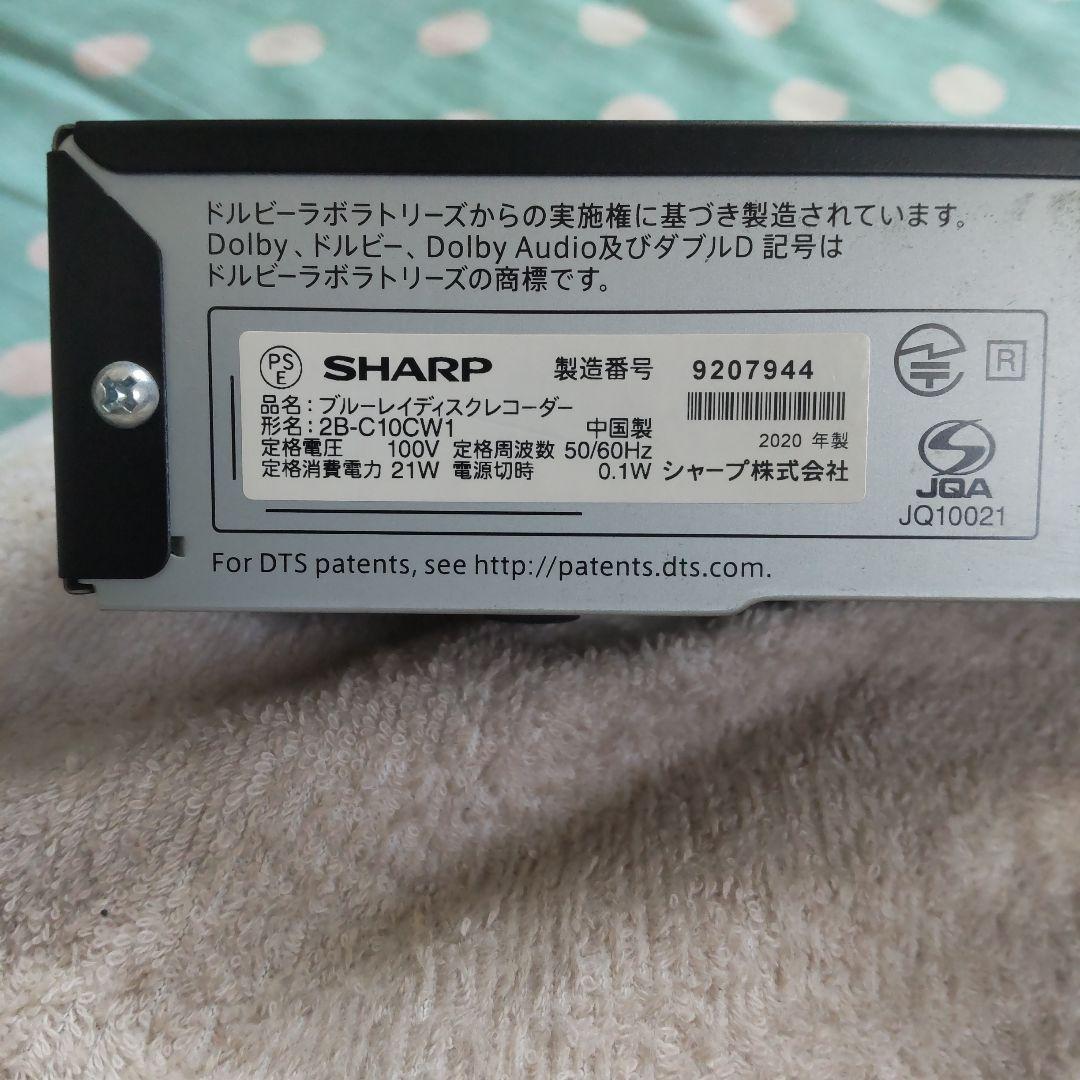 ドルビーラボラトリーズからの実施権に基づき製造されています。
Dolby、ドルビー、Dolby Audio及びダブルD 記号は
ドルビーラボラトリーズの商標です。
PSE SHARP 製造番号 9207944
品名：ブルーレイディスクレコーダー
形名：2B-C10CW1 中国製
2020 年製
定格電圧 100V 定格周波数 50/60Hz
定格消費電力 21W 電源切時 0.1W シャープ株式会社
R
JQA
JQ10021
For DTS patents, see http://patents.dts.com.